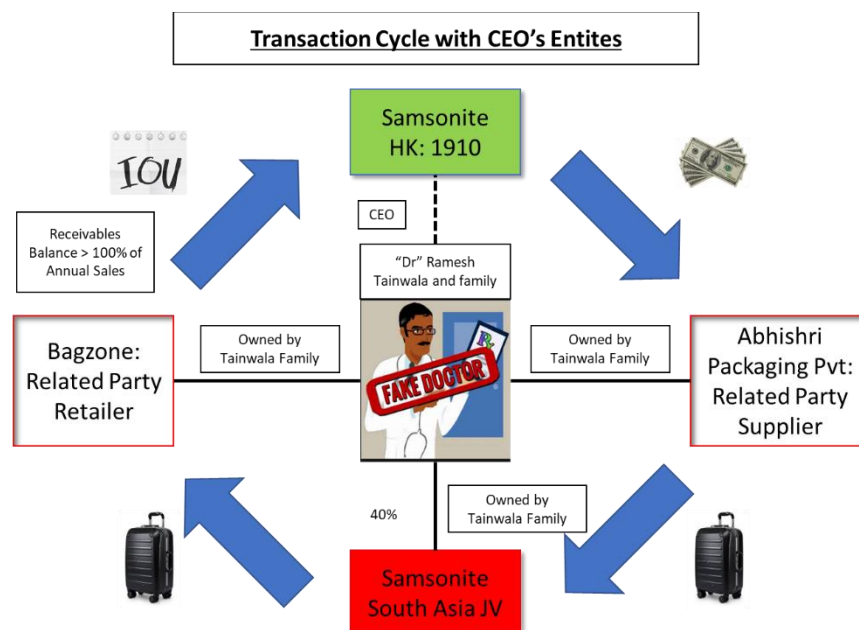 Transaction Cycle with CEO's Entites
Samsonite
HK: 1910
IOU
CEO
Receivables
Balance > 100% of
Annual Sales
"Dr" Ramesh
Tainwala and family
Bagzone:
Related Party
Retailer
Owned by
Tainwala Family
Rx
FAKE DOCTOR
Owned by
Tainwala Family
Abhishri
Packaging Pvt:
Related Party
Supplier
40%
Owned by
Tainwala Family
Samsonite
South Asia JV